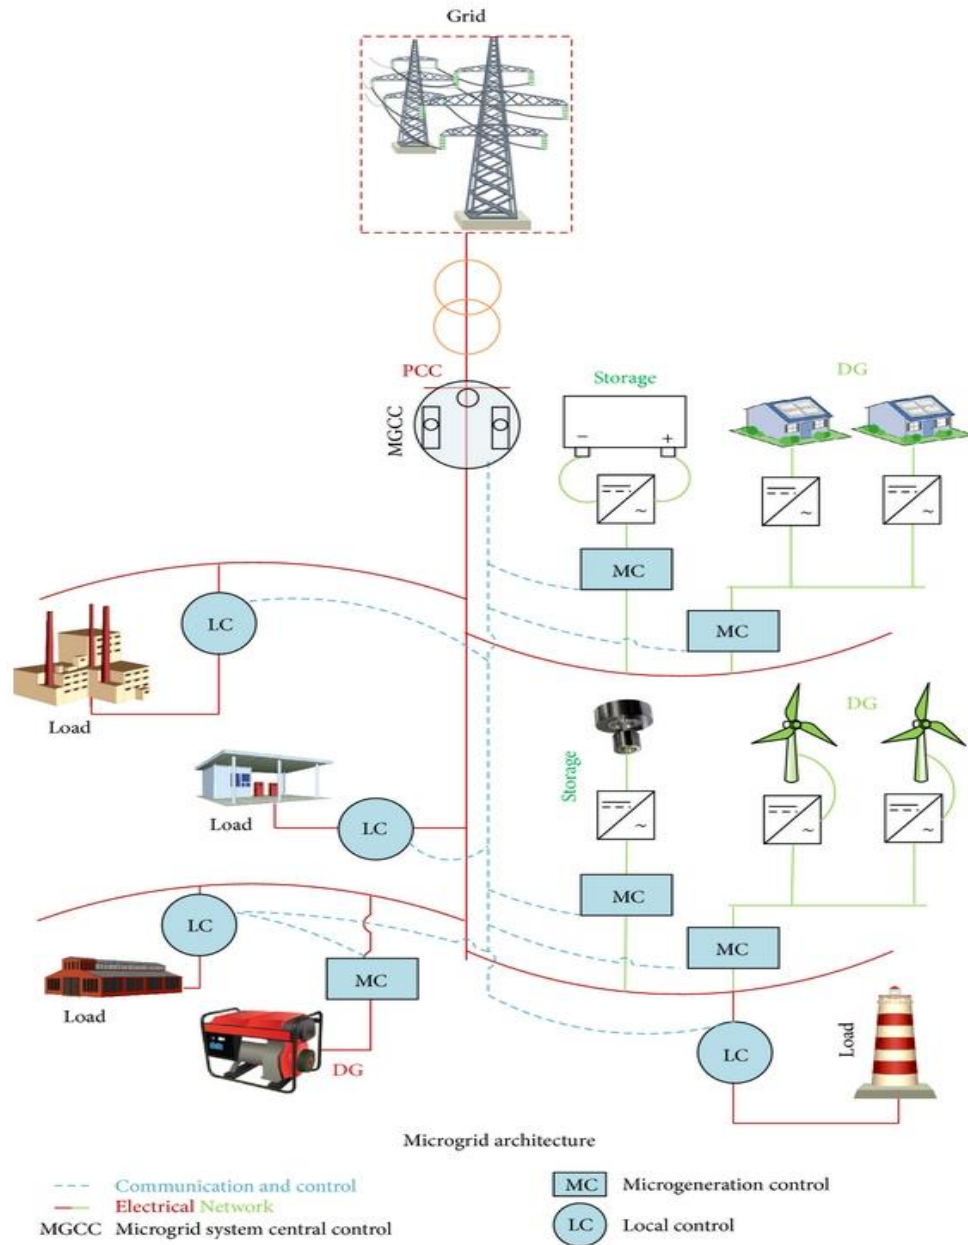 Grid
PCC
MGCC
Storage
DG
− +
~
~
~
MC
LC
MC
Load
DG
Storage
Load
LC
~
~
~
MC
LC
MC
MC
Load
DG
LC
Load
Microgrid architecture
Communication and control
Electrical Network
MGCC Microgrid system central control
MC Microgeneration control
LC Local control